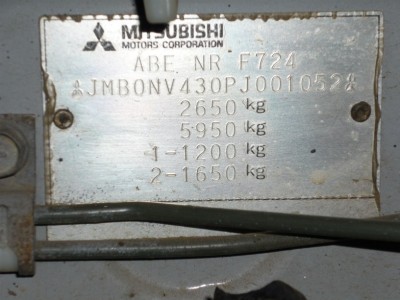 MITSUBISHI
MOTORS CORPORATION
ABE NR F724
*JMB0NV430PJ001052*
2650 kg
5950 kg
1-1200 kg
2-1650 kg